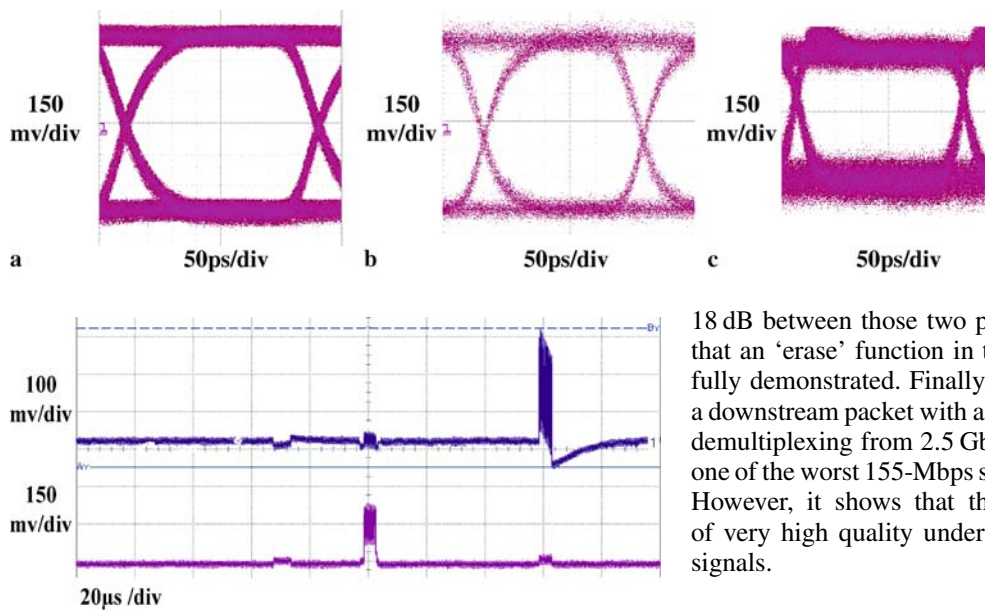 150
mv/div
150
mv/div
150
mv/div
a
50ps/div
b
50ps/div
c
50ps/div
100
mv/div
150
mv/div
20µs /div
18 dB between those two p
that an ‘erase’ function in t
fully demonstrated. Finally
a downstream packet with a
demultiplexing from 2.5 Gb
one of the worst 155-Mbps s
However, it shows that th
of very high quality under
signals.